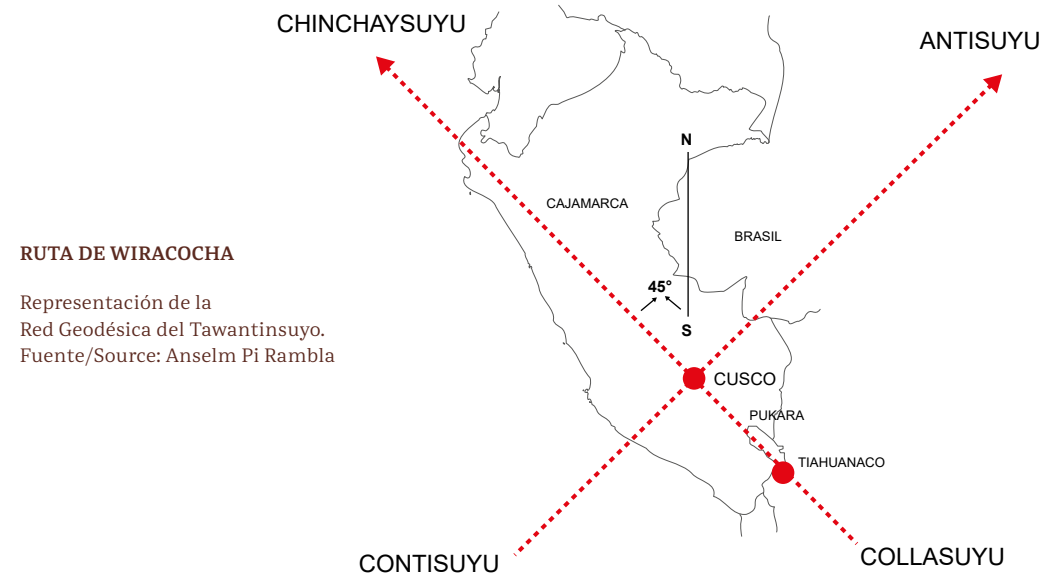 CHINCHAYSUYU
ANTISUYU
N
CAJAMARCA
BRASIL
RUTA DE WIRACOCHA
45°
Representación de la
S
Red Geodésica del Tawantinsuyo.
Fuente/Source: Anselm Pi Rambla
CUSCO
PUKARA
TIAHUANACO
CONTISUYU
COLLASUYU